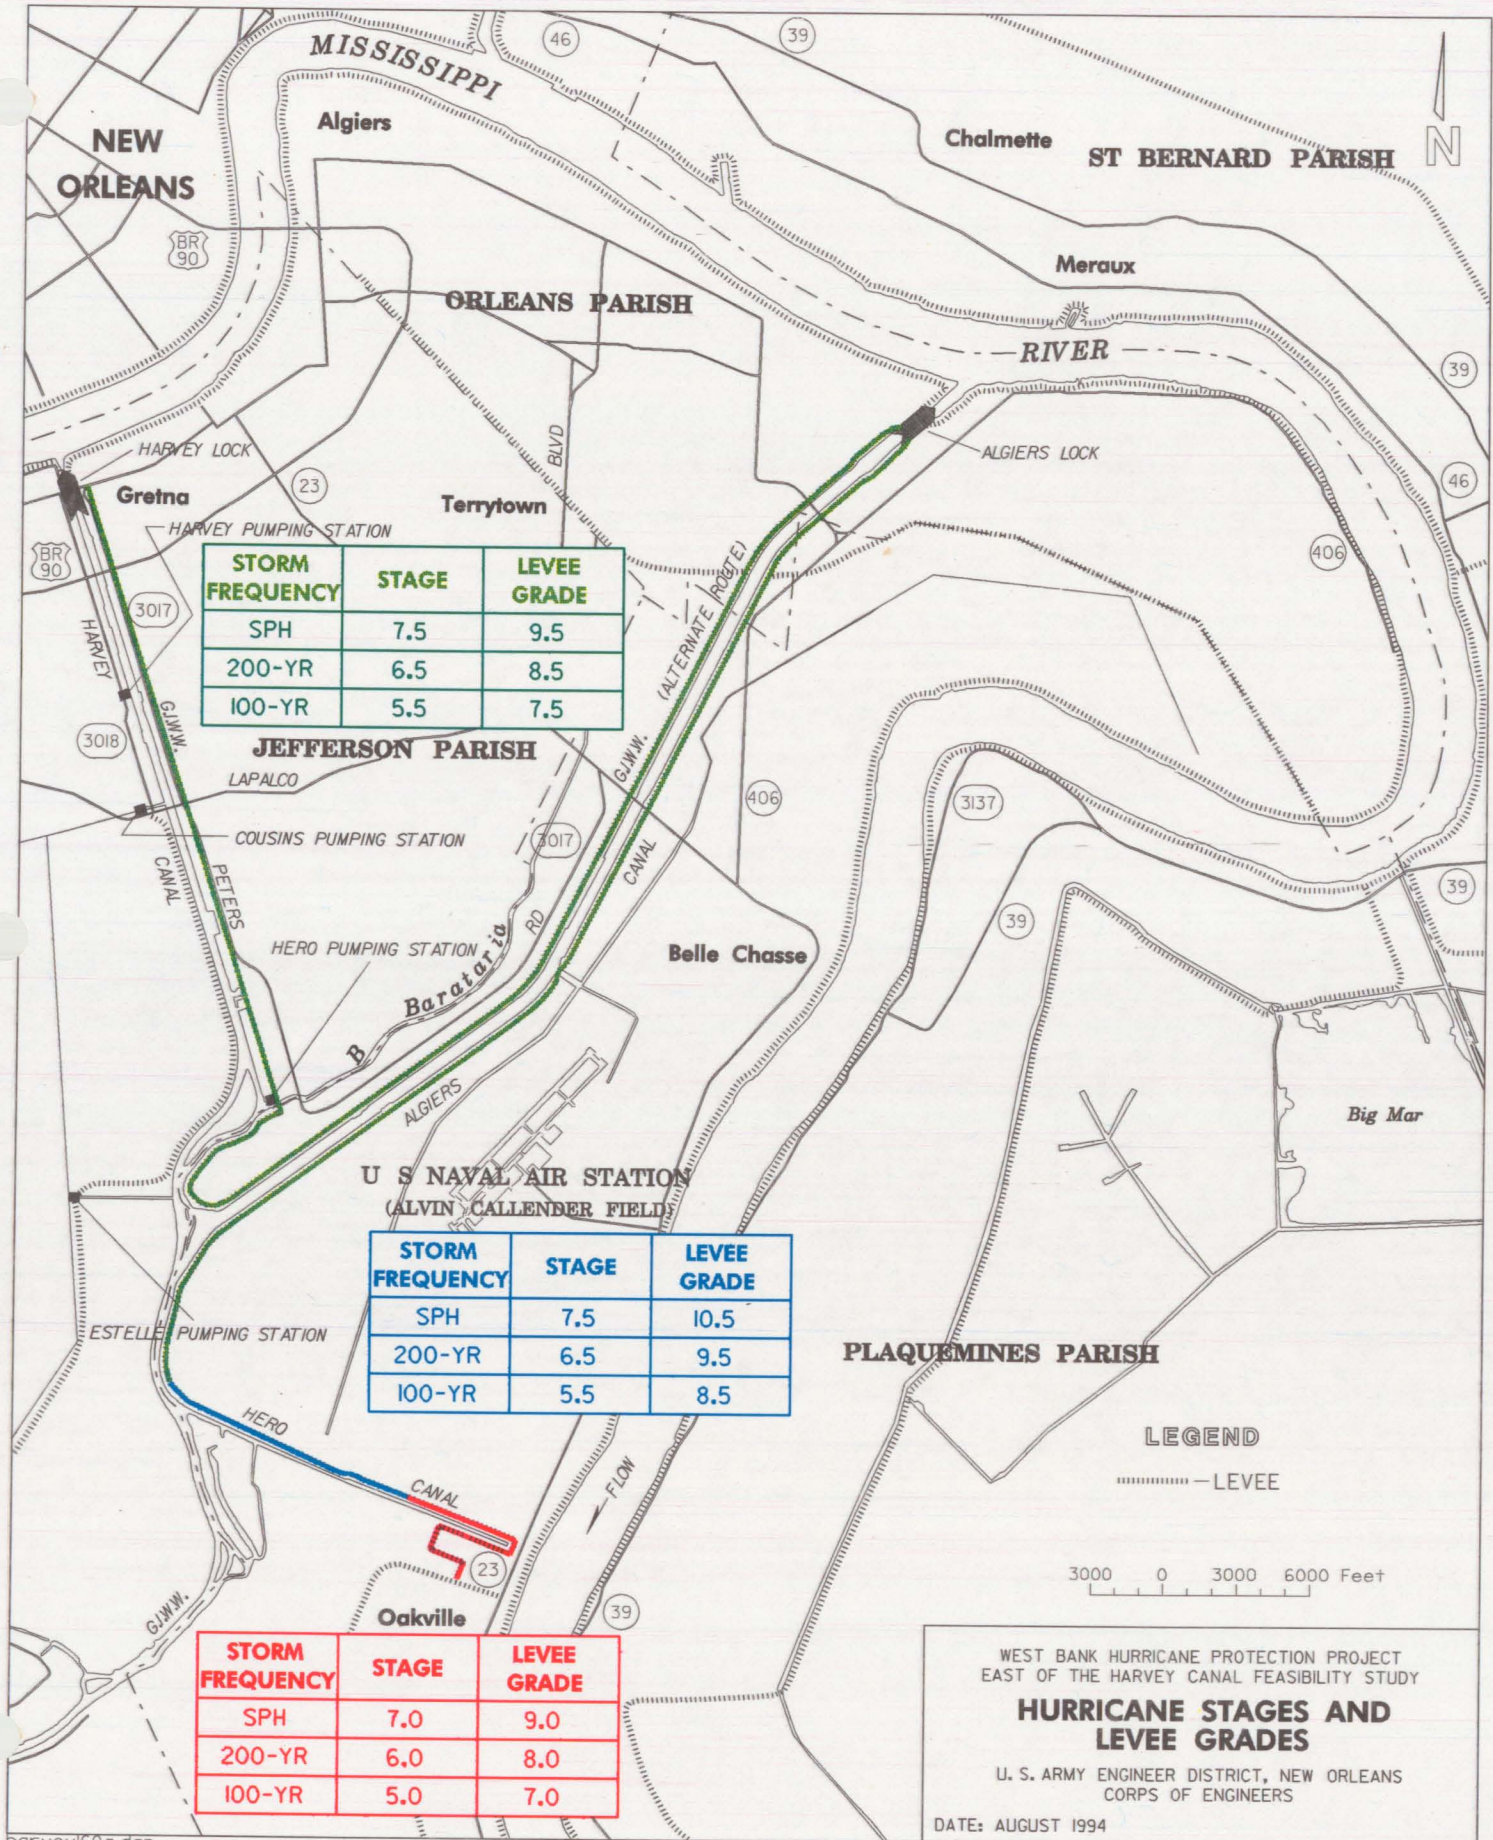 MISSISSIPPI
46
39
NEW
ORLEANS
Algiers
Chalmette
ST BERNARD PARISH
N
BR
90
Meraux
ORLEANS PARISH
RIVER
39
HARVEY LOCK
BLVD
ALGIERS LOCK
Gretna
23
Terrytown
46
HARVEY PUMPING STATION
BR
90
406
STORM FREQUENCY STAGE LEVEE GRADE
SPH 7.5 9.5
200-YR 6.5 8.5
100-YR 5.5 7.5
3017
HARVEY
(ALTERNATE ROUTE)
G.I.W.W.
3018
JEFFERSON PARISH
G.I.W.W.
LAPALCO
406
3137
COUSINS PUMPING STATION
3017
CANAL
CANAL
PETERS
39
39
HERO PUMPING STATION
RD
Belle Chasse
B Barataria
ALGIERS
Big Mar
U S NAVAL AIR STATION
(ALVIN CALLENDER FIELD)
STORM FREQUENCY STAGE LEVEE GRADE
SPH 7.5 10.5
200-YR 6.5 9.5
100-YR 5.5 8.5
ESTELLE PUMPING STATION
PLAQUEMINES PARISH
HERO
CANAL
FLOW
LEGEND
LEVEE
23
3000 0 3000 6000 Feet
G.I.W.W.
Oakville
39
STORM FREQUENCY STAGE LEVEE GRADE
SPH 7.0 9.0
200-YR 6.0 8.0
100-YR 5.0 7.0
WEST BANK HURRICANE PROTECTION PROJECT
EAST OF THE HARVEY CANAL FEASIBILITY STUDY
HURRICANE STAGES AND
LEVEE GRADES
U. S. ARMY ENGINEER DISTRICT, NEW ORLEANS
CORPS OF ENGINEERS
DATE: AUGUST 1994